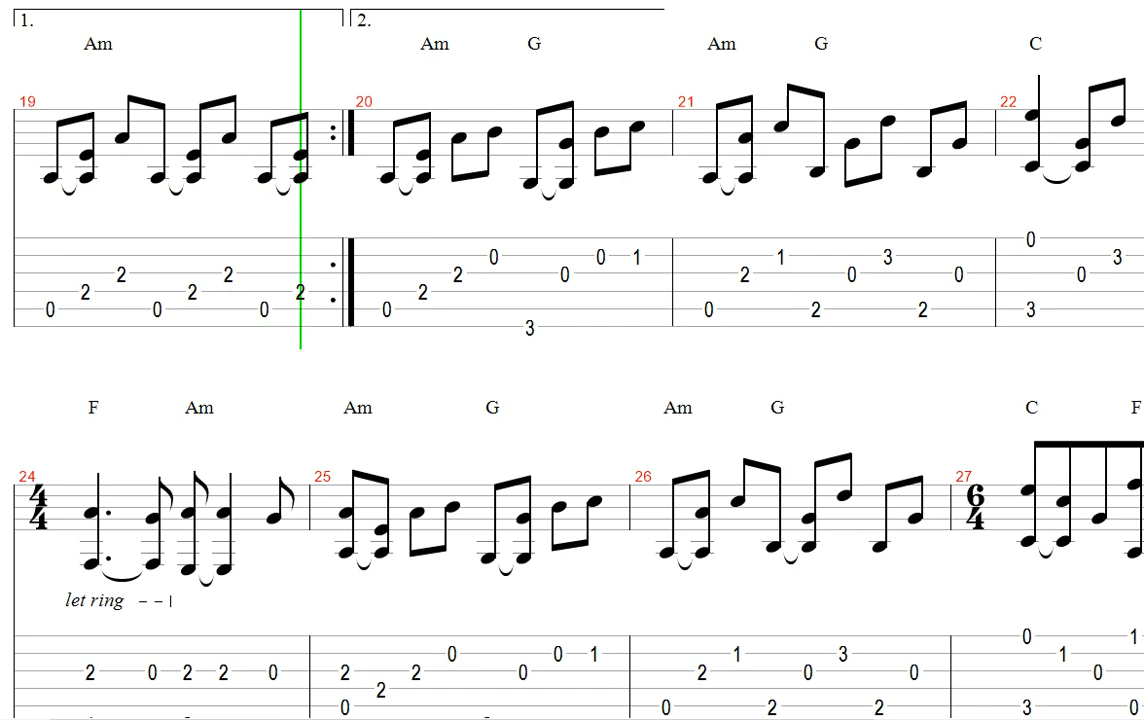 1. 2.
Am Am G Am G C
19 20 21 22
0 3
2 2 0 0 0 1 2 1 0 3 0 0
2 2 2 2
0 0 0 0 0 2 2 3
3
F Am Am G Am G C F
24 25 26 27
4 4 6 4
let ring
0 1
0 0 1 1 3 1
2 0 2 2 0 2 2 0 2 0 0 0
2
0 0 2 2 3 0